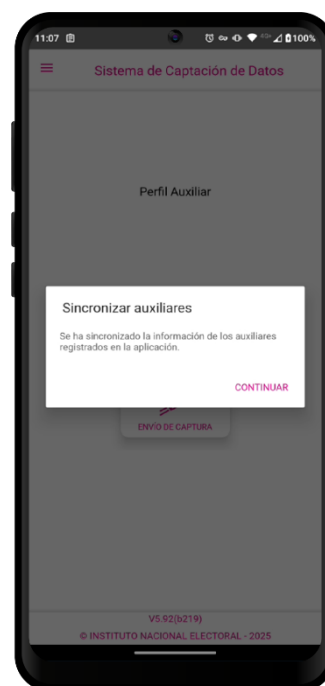 11:07
100%
Sistema de Captación de Datos
Perfil Auxiliar
Sincronizar auxiliares
Se ha sincronizado la información de los auxiliares
registrados en la aplicación.
CONTINUAR
ENVÍO DE CAPTURA
V5.92(b219)
© INSTITUTO NACIONAL ELECTORAL - 2025